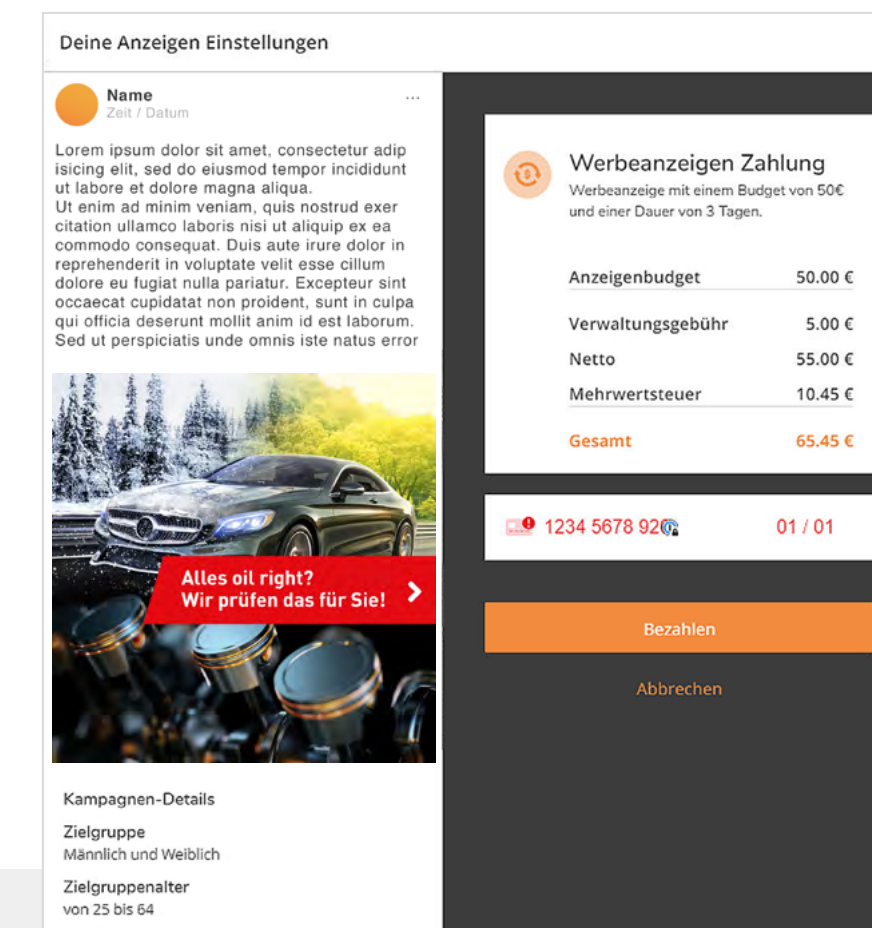 Deine Anzeigen Einstellungen
Name
Zeit / Datum
Lorem ipsum dolor sit amet, consectetur adip
isicing elit, sed do eiusmod tempor incididunt
ut labore et dolore magna aliqua.
Ut enim ad minim veniam, quis nostrud exer
citation ullamco laboris nisi ut aliquip ex ea
commodo consequat. Duis aute irure dolor in
reprehenderit in voluptate velit esse cillum
dolore eu fugiat nulla pariatur. Excepteur sint
occaecat cupidatat non proident, sunt in culpa
qui officia deserunt mollit anim id est laborum.
Sed ut perspiciatis unde omnis iste natus error
Alles oil right?
Wir prüfen das für Sie!
Kampagnen-Details
Zielgruppe
Männlich und Weiblich
Zielgruppenalter
von 25 bis 64
Werbeanzeigen Zahlung
Werbeanzeige mit einem Budget von 50€
und einer Dauer von 3 Tagen.
Anzeigenbudget 50.00 €
Verwaltungsgebühr 5.00 €
Netto 55.00 €
Mehrwertsteuer 10.45 €
Gesamt 65.45 €
1234 5678 92 01 / 01
Bezahlen
Abbrechen